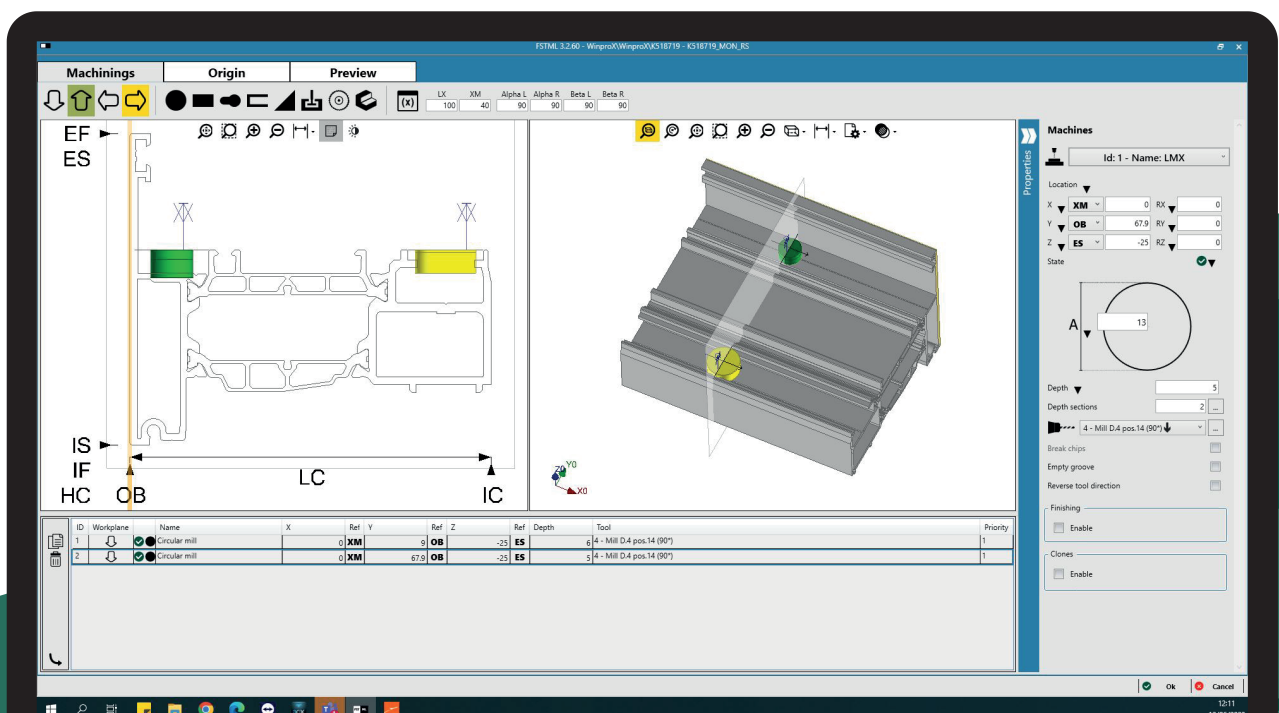 FSTML 3.2.60 - WinproX\WinproX\K518719 - K518719_MON_RS
Machinings Origin Preview
LX XM Alpha L Alpha R Beta L Beta R
(x) 100 40 90 90 90 90
EF
ES
IS
IF
HC OB LC IC
Z0 Y0
X0
Properties
Machines
Id: 1 - Name: LMX
Location
X XM 0 RX 0
Y OB 67.9 RY 0
Z ES -25 RZ 0
State
A 13
Depth 5
Depth sections 2 ...
4 - Mill D.4 pos.14 (90°) ...
Break chips
Empty groove
Reverse tool direction
Finishing
Enable
Clones
Enable
ID Workplane Name X Ref Y Ref Z Ref Depth Tool Priority
1 Circular mill 0 XM 9 OB -25 ES 6 4 - Mill D.4 pos.14 (90°) 1
2 Circular mill 0 XM 67.9 OB -25 ES 5 4 - Mill D.4 pos.14 (90°) 1
Ok Cancel
12:11